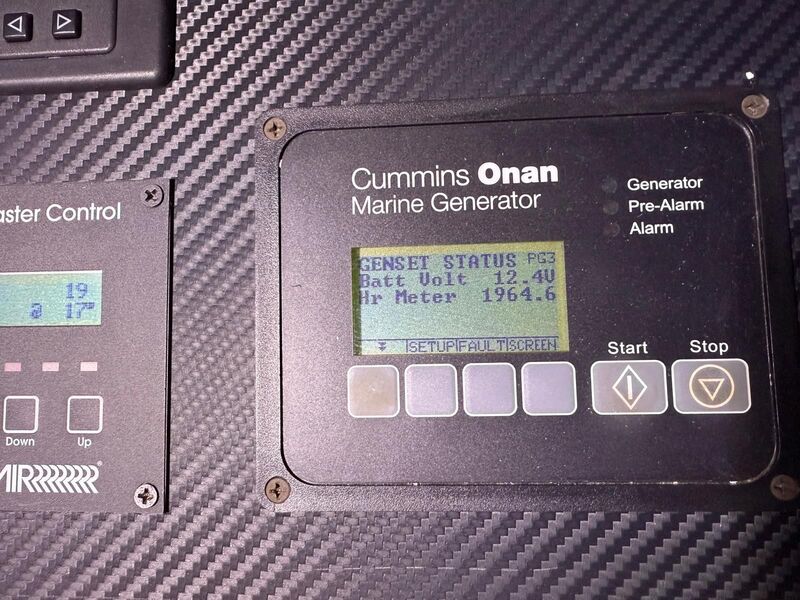 aster Control
19
a 17°
Down Up
AIR
Cummins Onan
Marine Generator
Generator
Pre-Alarm
Alarm
GENSET STATUS PG3
Batt Volt 12.4V
Hr Meter 1964.6
SETUP FAULT SCREEN
Start Stop